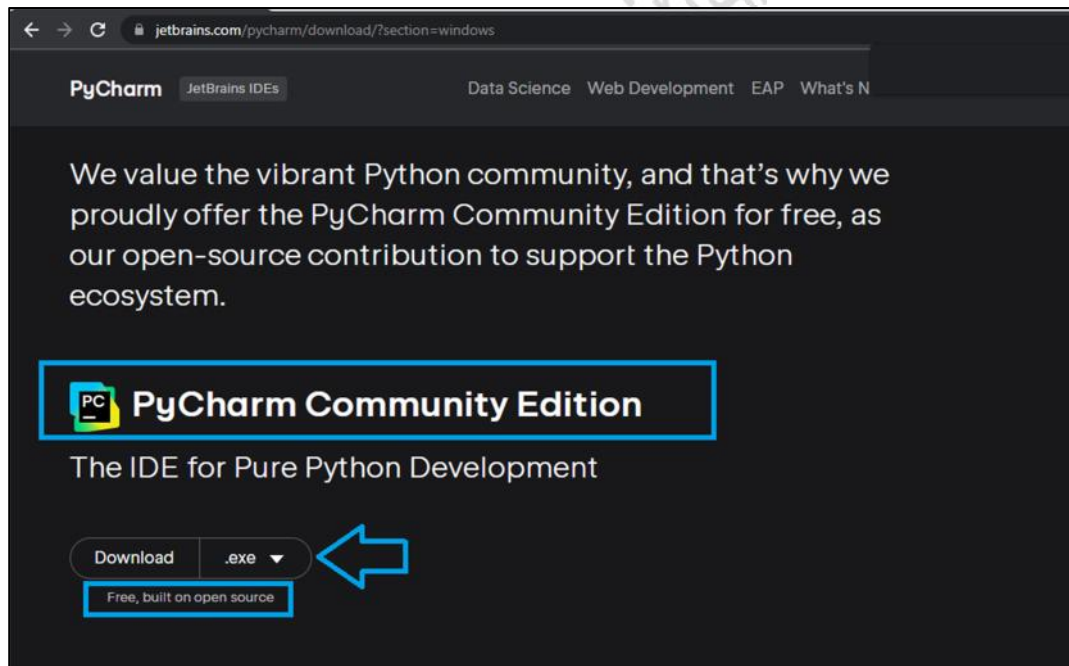 jetbrains.com/pycharm/download/?section=windows
PyCharm JetBrains IDEs Data Science Web Development EAP What's N
We value the vibrant Python community, and that's why we
proudly offer the PyCharm Community Edition for free, as
our open-source contribution to support the Python
ecosystem.
PC PyCharm Community Edition
The IDE for Pure Python Development
Download .exe
Free, built on open source